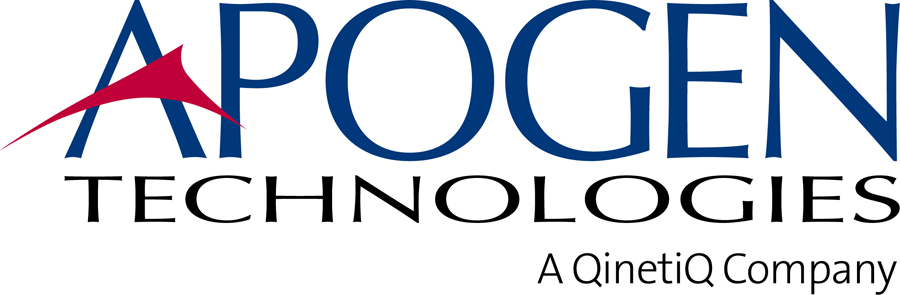 APOGEN
TECHNOLOGIES
A QinetiQ Company